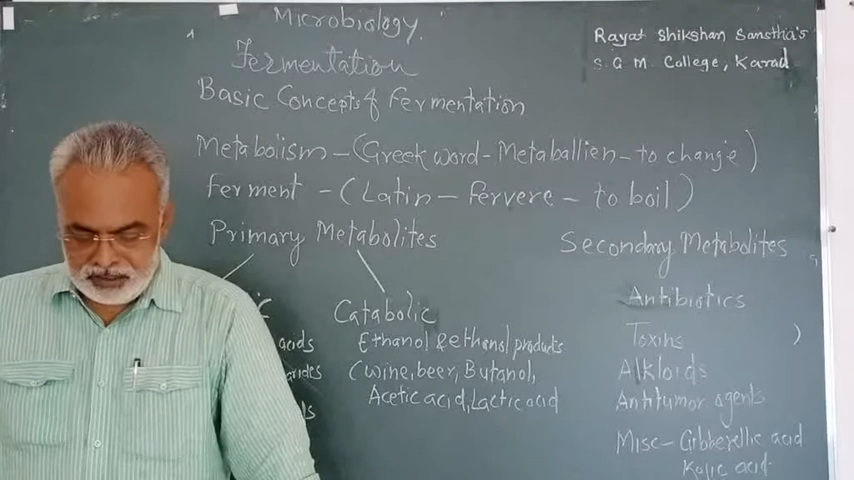 Microbiology.
Rayat Shikshan Sanstha's
S. G. M. College, Karad
Fermentation
Basic Concepts of Fermentation
Metabolism - (Greek word - Metaballien - to change)
Ferment - (Latin - fervere - to boil)
Primary Metabolites
Secondary Metabolites
Catabolic
Ethanol & ethanol products
(wine, beer, Butanol,
Acetic acid, Lactic acid
acids
Antibiotics
Toxins )
Alkloids
Antitumor agents
Misc - Gibberellic acid
Kojic acid